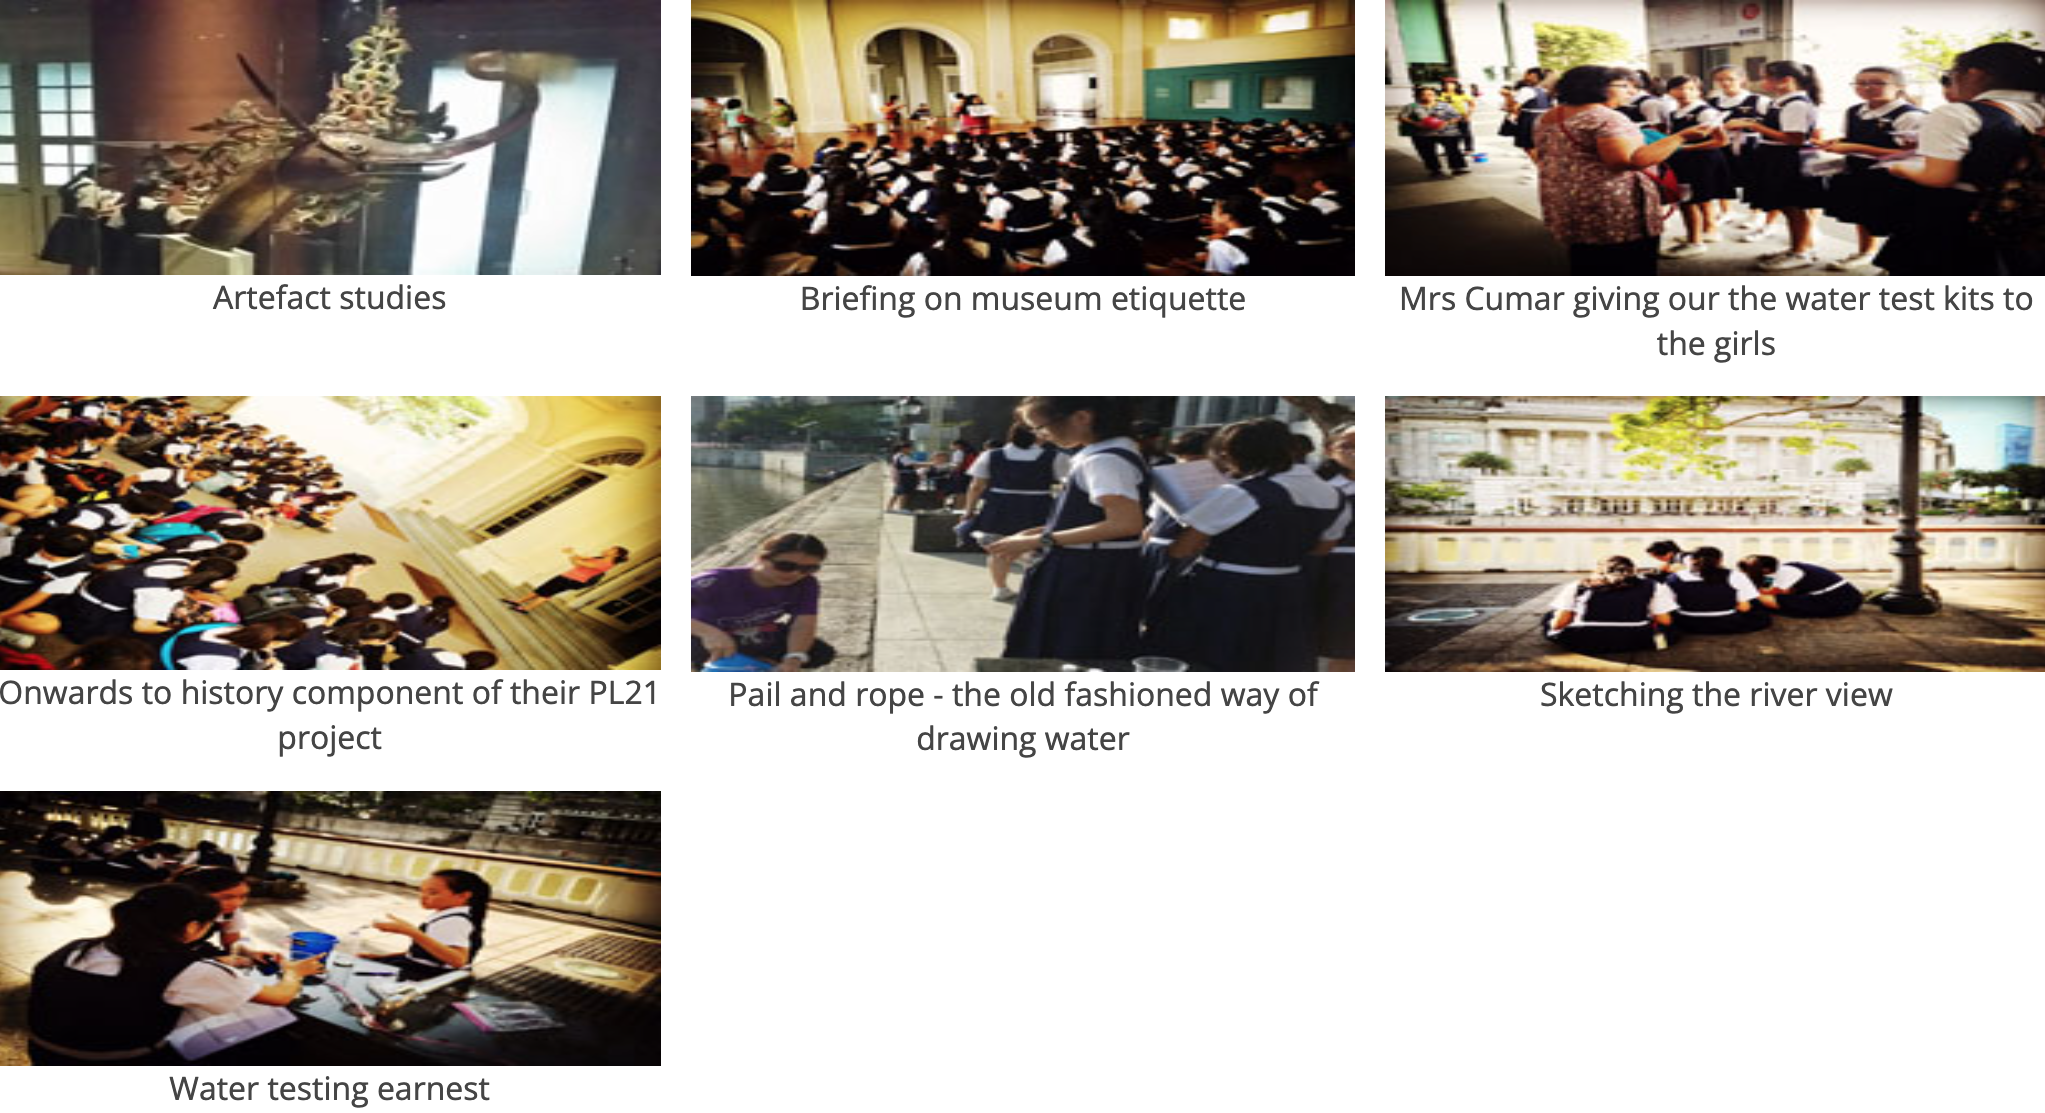 Artefact studies
Briefing on museum etiquette
Mrs Cumar giving our the water test kits to
the girls
Onwards to history component of their PL21
project
Pail and rope - the old fashioned way of
drawing water
Sketching the river view
Water testing earnest